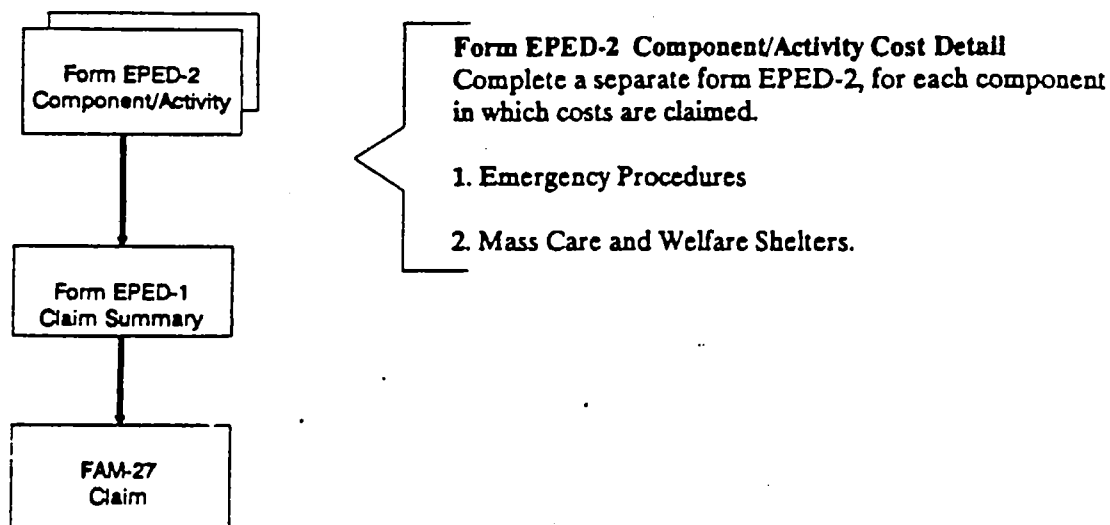 Form EPED-2
Component/Activity
Form EPED-2 Component/Activity Cost Detail
Complete a separate form EPED-2, for each component
in which costs are claimed.
1. Emergency Procedures
2. Mass Care and Welfare Shelters.
Form EPED-1
Claim Summary
FAM-27
Claim